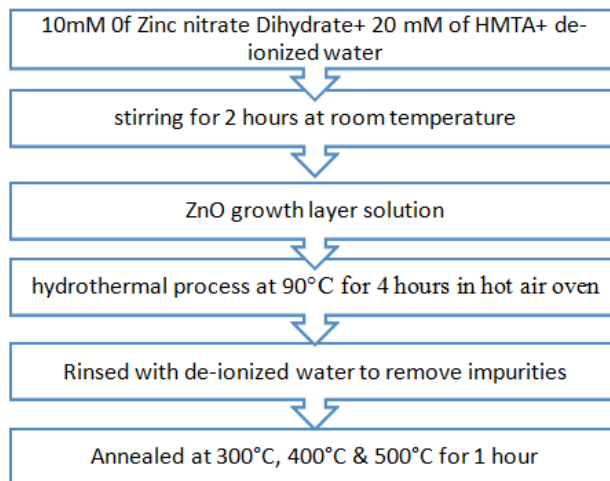 10mM 0f Zinc nitrate Dihydrate+ 20 mM of HMTA+ de-
ionized water
stirring for 2 hours at room temperature
ZnO growth layer solution
hydrothermal process at 90°C for 4 hours in hot air oven
Rinsed with de-ionized water to remove impurities
Annealed at 300°C, 400°C & 500°C for 1 hour